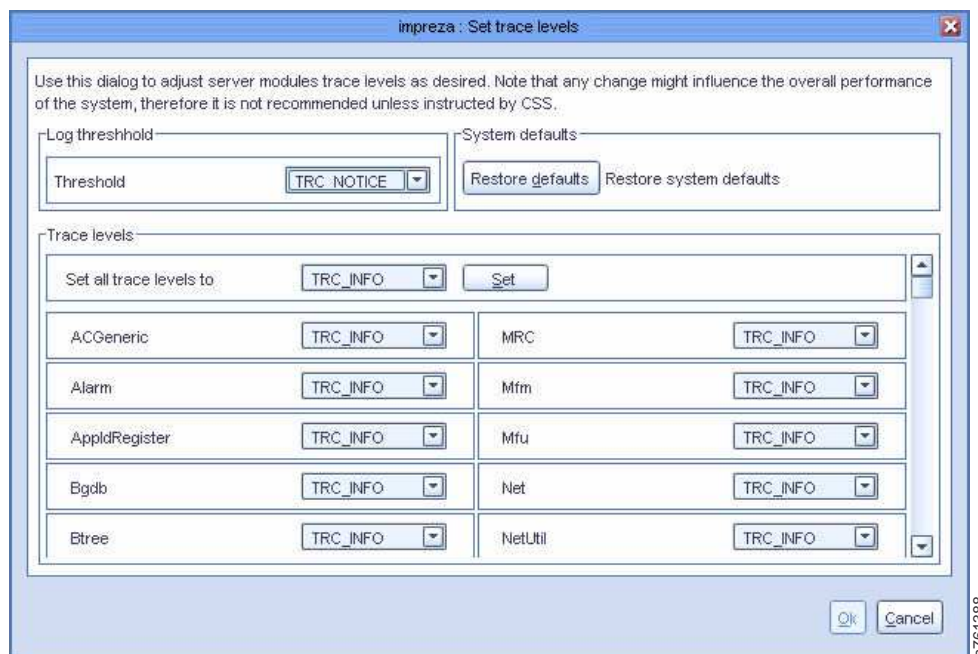 impreza : Set trace levels
Use this dialog to adjust server modules trace levels as desired. Note that any change might influence the overall performance
of the system, therefore it is not recommended unless instructed by CSS.
Log threshhold
Threshold
TRC_NOTICE
System defaults
Restore defaults
Restore system defaults
Trace levels
Set all trace levels to TRC_INFO Set
ACGeneric TRC_INFO MRC TRC_INFO
Alarm TRC_INFO Mfm TRC_INFO
AppIdRegister TRC_INFO Mfu TRC_INFO
Bgdb TRC_INFO Net TRC_INFO
Btree TRC_INFO NetUtil TRC_INFO
Ok Cancel